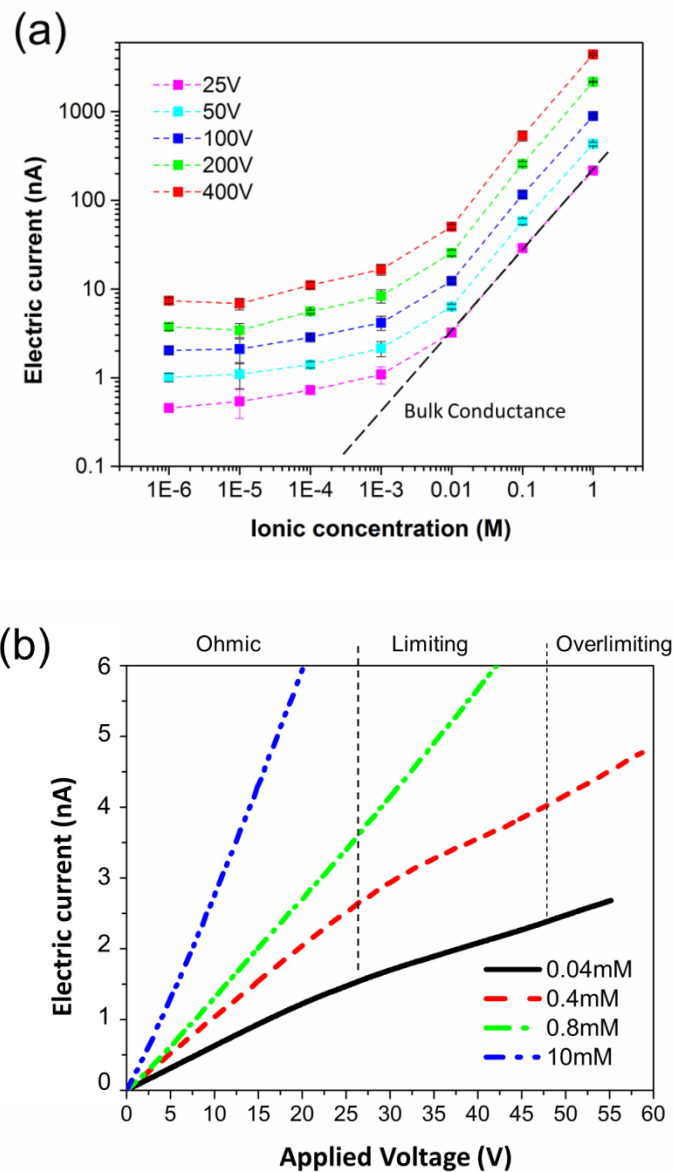 (a)
25V
50V
100V
200V
400V
1000
100
10
1
0.1
Electric current (nA)
Bulk Conductance
1E-6 1E-5 1E-4 1E-3 0.01 0.1 1
Ionic concentration (M)
(b)
Ohmic Limiting Overlimiting
6
5
4
3
2
1
0
Electric current (nA)
0.04mM
0.4mM
0.8mM
10mM
0 5 10 15 20 25 30 35 40 45 50 55 60
Applied Voltage (V)